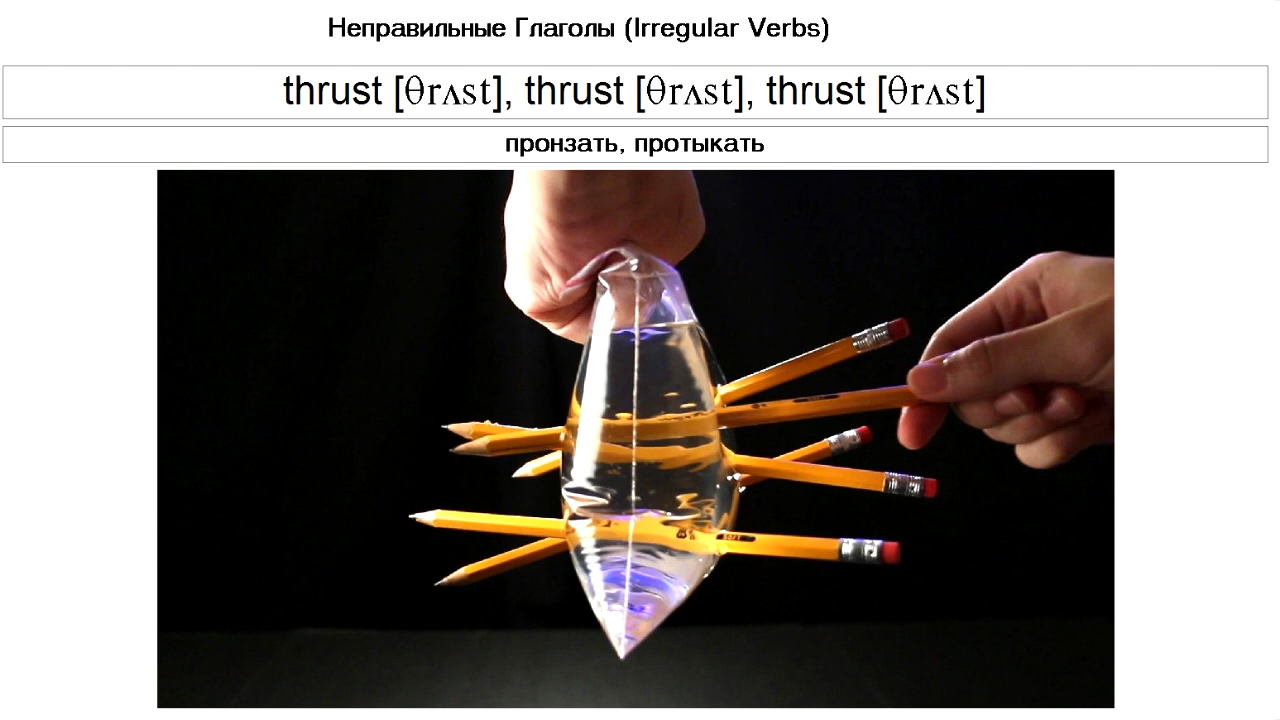 Неправильные Глаголы (Irregular Verbs)
thrust [θrʌst], thrust [θrʌst], thrust [θrʌst]
пронзать, протыкать